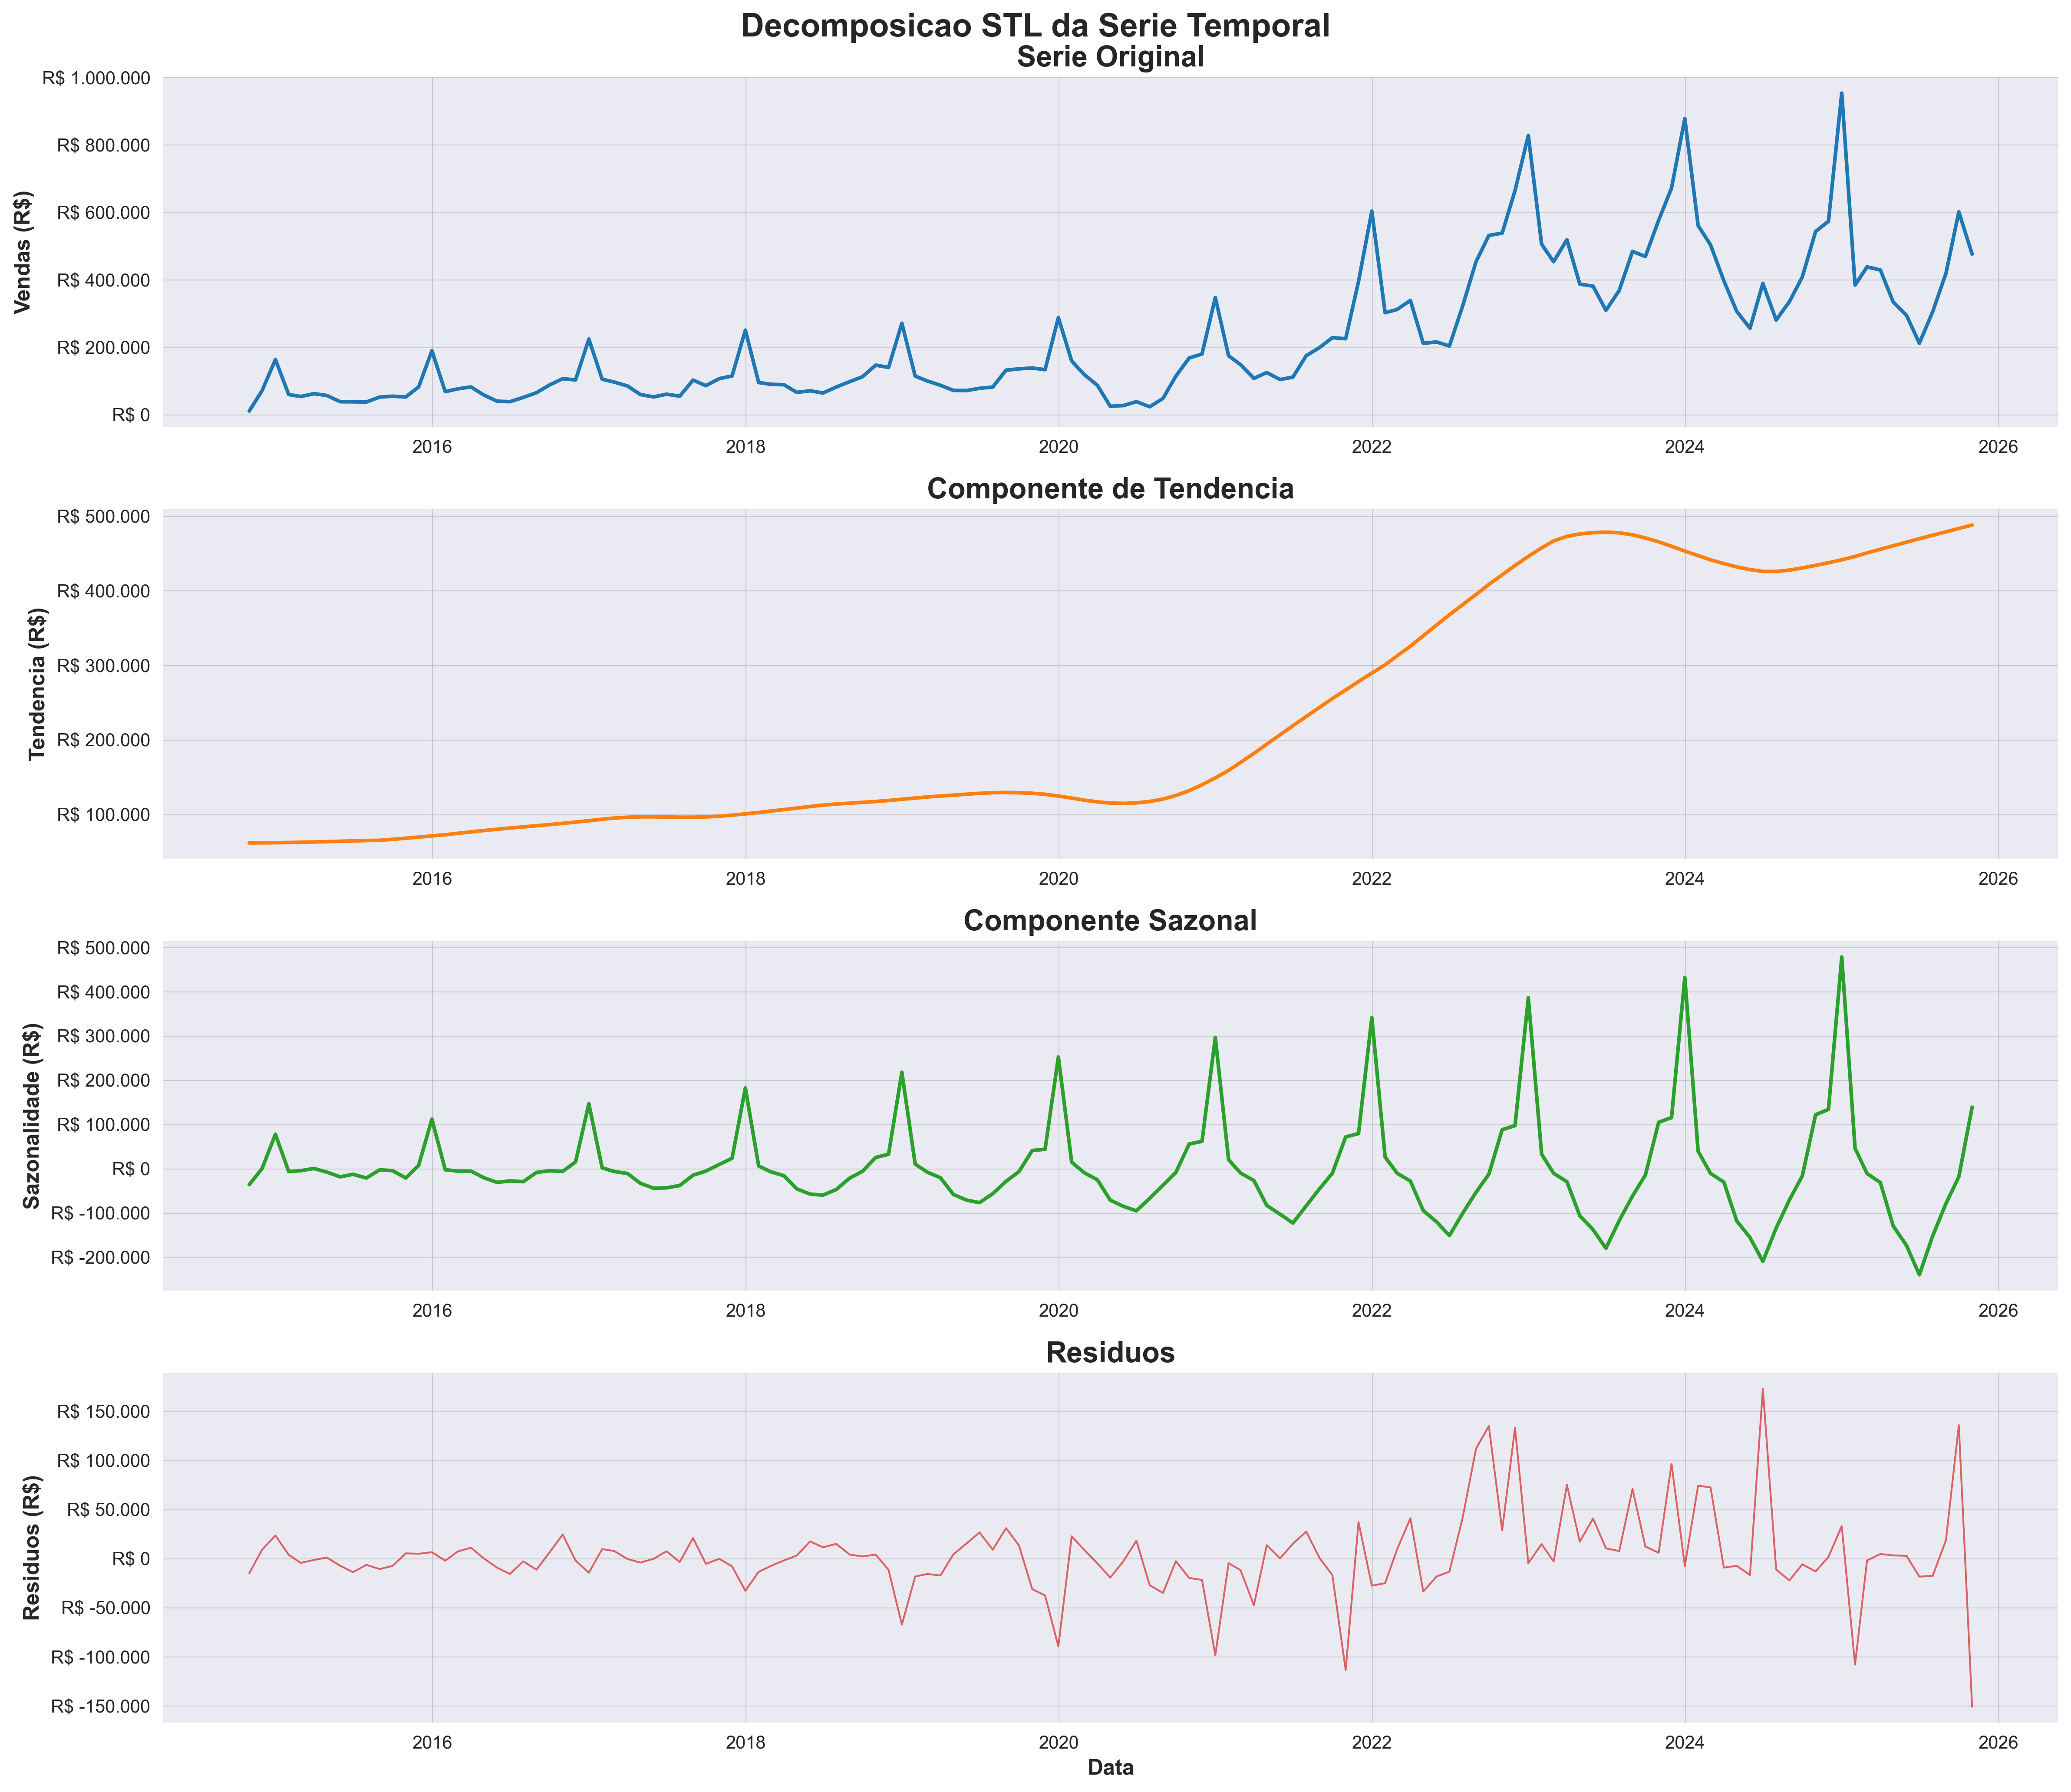 Decomposicao STL da Serie Temporal
Serie Original
R$ 1.000.000
R$ 800.000
R$ 600.000
R$ 400.000
R$ 200.000
R$ 0
Vendas (R$)
2016 2018 2020 2022 2024 2026
Componente de Tendencia
R$ 500.000
R$ 400.000
R$ 300.000
R$ 200.000
R$ 100.000
Tendencia (R$)
2016 2018 2020 2022 2024 2026
Componente Sazonal
R$ 500.000
R$ 400.000
R$ 300.000
R$ 200.000
R$ 100.000
R$ 0
R$ -100.000
R$ -200.000
Sazonalidade (R$)
2016 2018 2020 2022 2024 2026
Residuos
R$ 150.000
R$ 100.000
R$ 50.000
R$ 0
R$ -50.000
R$ -100.000
R$ -150.000
Residuos (R$)
2016 2018 2020 2022 2024 2026
Data